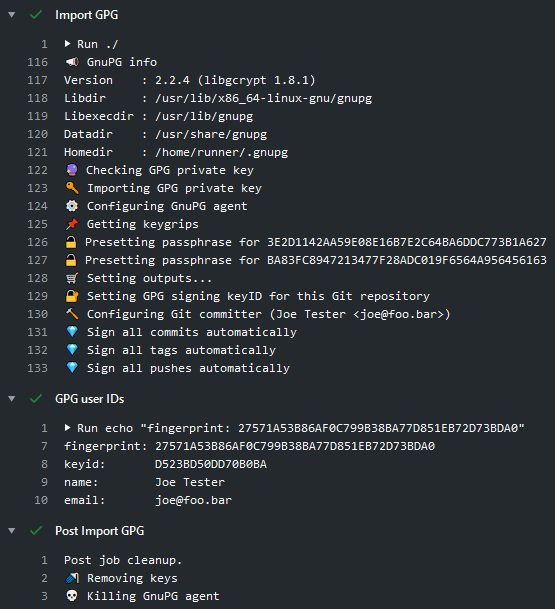 Import GPG
1 Run ./
116 GnuPG info
117 Version : 2.2.4 (libgcrypt 1.8.1)
118 Libdir : /usr/lib/x86_64-linux-gnu/gnupg
119 Libexecdir : /usr/lib/gnupg
120 Datadir : /usr/share/gnupg
121 Homedir : /home/runner/.gnupg
122 Checking GPG private key
123 Importing GPG private key
124 Configuring GnuPG agent
125 Getting keygrips
126 Presetting passphrase for 3E2D1142AA59E08E16B7E2C64BA6DDC773B1A627
127 Presetting passphrase for BA83FC8947213477F28ADC019F6564A956456163
128 Setting outputs...
129 Setting GPG signing keyID for this Git repository
130 Configuring Git committer (Joe Tester <joe@foo.bar>)
131 Sign all commits automatically
132 Sign all tags automatically
133 Sign all pushes automatically
GPG user IDs
1 Run echo "fingerprint: 27571A53B86AF0C799B38BA77D851EB72D73BDA0"
7 fingerprint: 27571A53B86AF0C799B38BA77D851EB72D73BDA0
8 keyid: D523BD50DD70B0BA
9 name: Joe Tester
10 email: joe@foo.bar
Post Import GPG
1 Post job cleanup.
2 Removing keys
3 Killing GnuPG agent